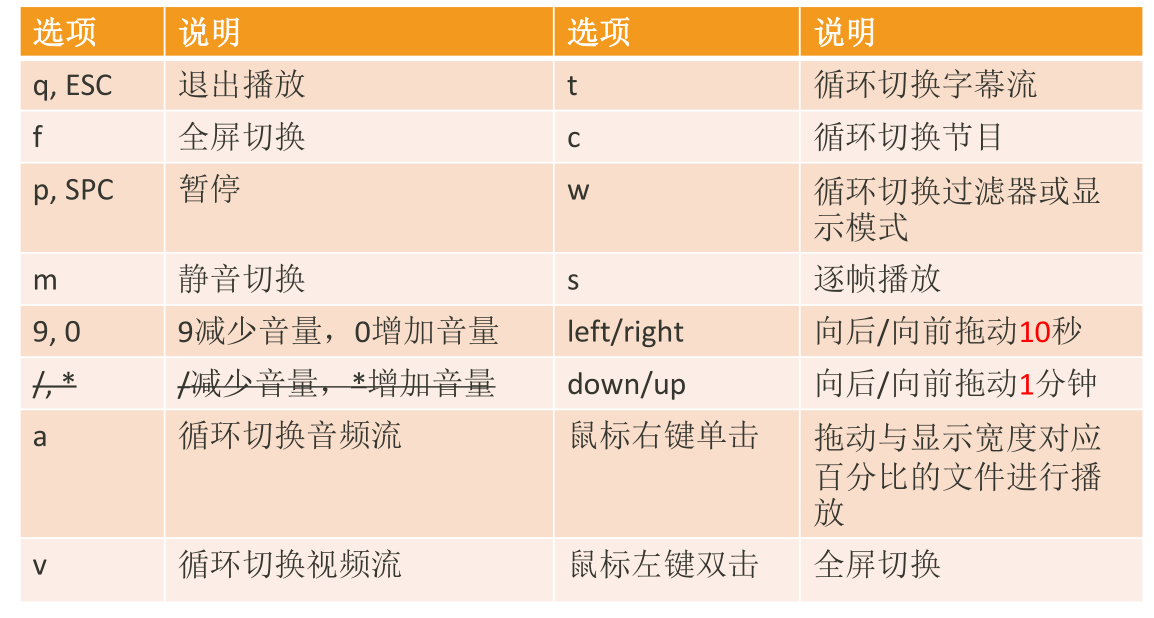 选项 说明 选项 说明
q, ESC 退出播放 t 循环切换字幕流
f 全屏切换 c 循环切换节目
p, SPC 暂停 w 循环切换过滤器或显
示模式
m 静音切换 s 逐帧播放
9, 0 9减少音量，0增加音量 left/right 向后/向前拖动10秒
/, * /减少音量，*增加音量 down/up 向后/向前拖动1分钟
a 循环切换音频流 鼠标右键单击 拖动与显示宽度对应
百分比的文件进行播
放
v 循环切换视频流 鼠标左键双击 全屏切换